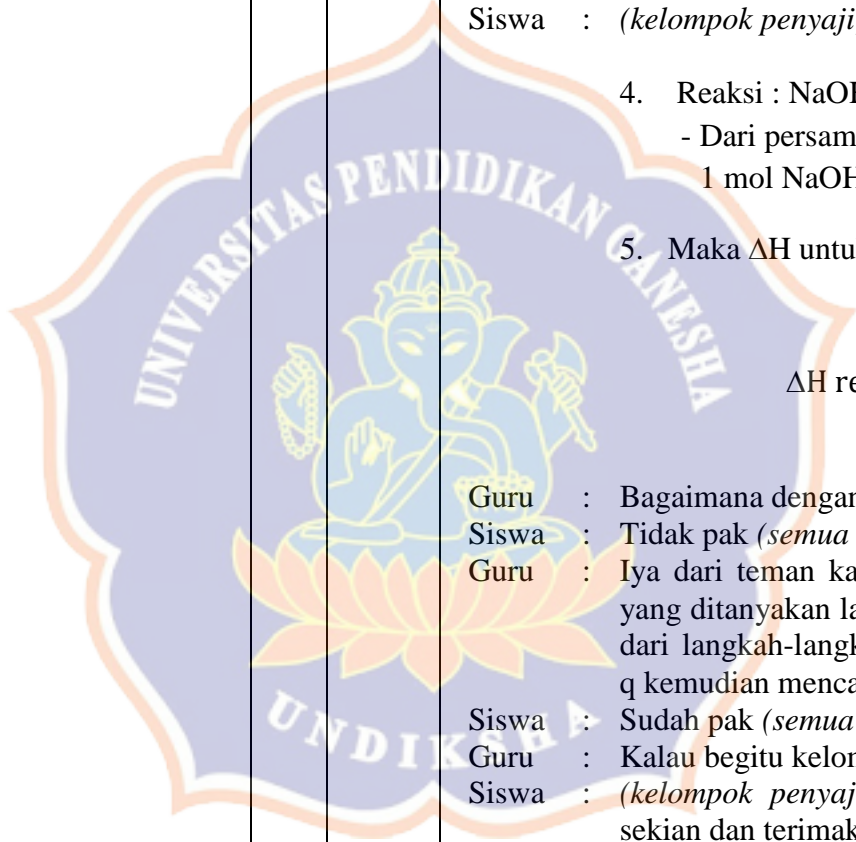 Siswa : (kelompok penyaji
4. Reaksi : NaO
- Dari persam
1 mol NaO
5. Maka ΔH untu
ΔH re
Guru : Bagaimana dengan
Siswa : Tidak pak (semua
Guru : Iya dari teman ka
yang ditanyakan la
dari langkah-langk
q kemudian menca
Siswa : Sudah pak (semua
Guru : Kalau begitu kelom
Siswa : (kelompok penyaj
sekian dan terimak
UNIVERSITAS PENDIDIKAN GANESHA
UNDIKSHA